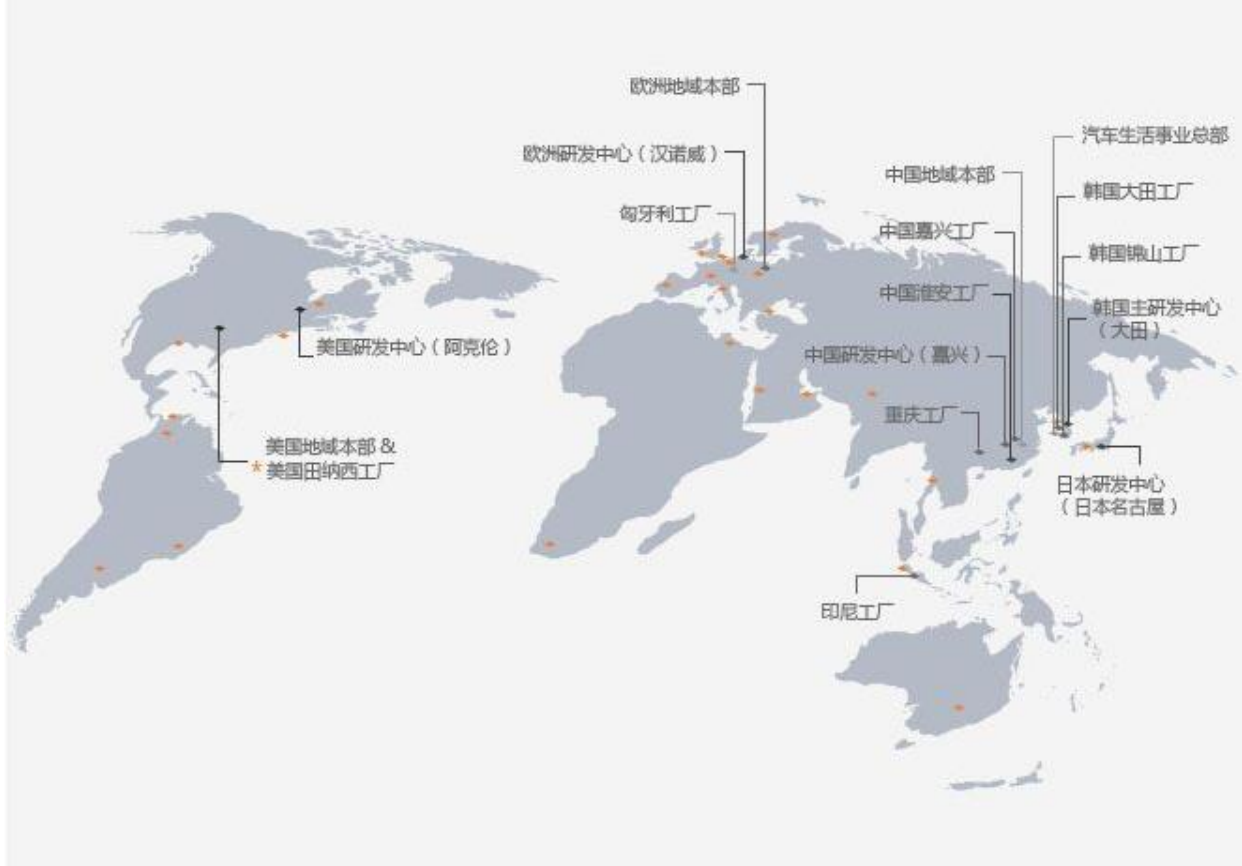 欧洲地域本部
欧洲研发中心（汉诺威）
匈牙利工厂
汽车生活事业总部
中国地域本部
韩国大田工厂
中国嘉兴工厂
韩国锦山工厂
中国淮安工厂
韩国主研发中心
（大田）
美国研发中心（阿克伦）
中国研发中心（嘉兴）
重庆工厂
美国地域本部 &
* 美国田纳西工厂
日本研发中心
（日本名古屋）
印尼工厂